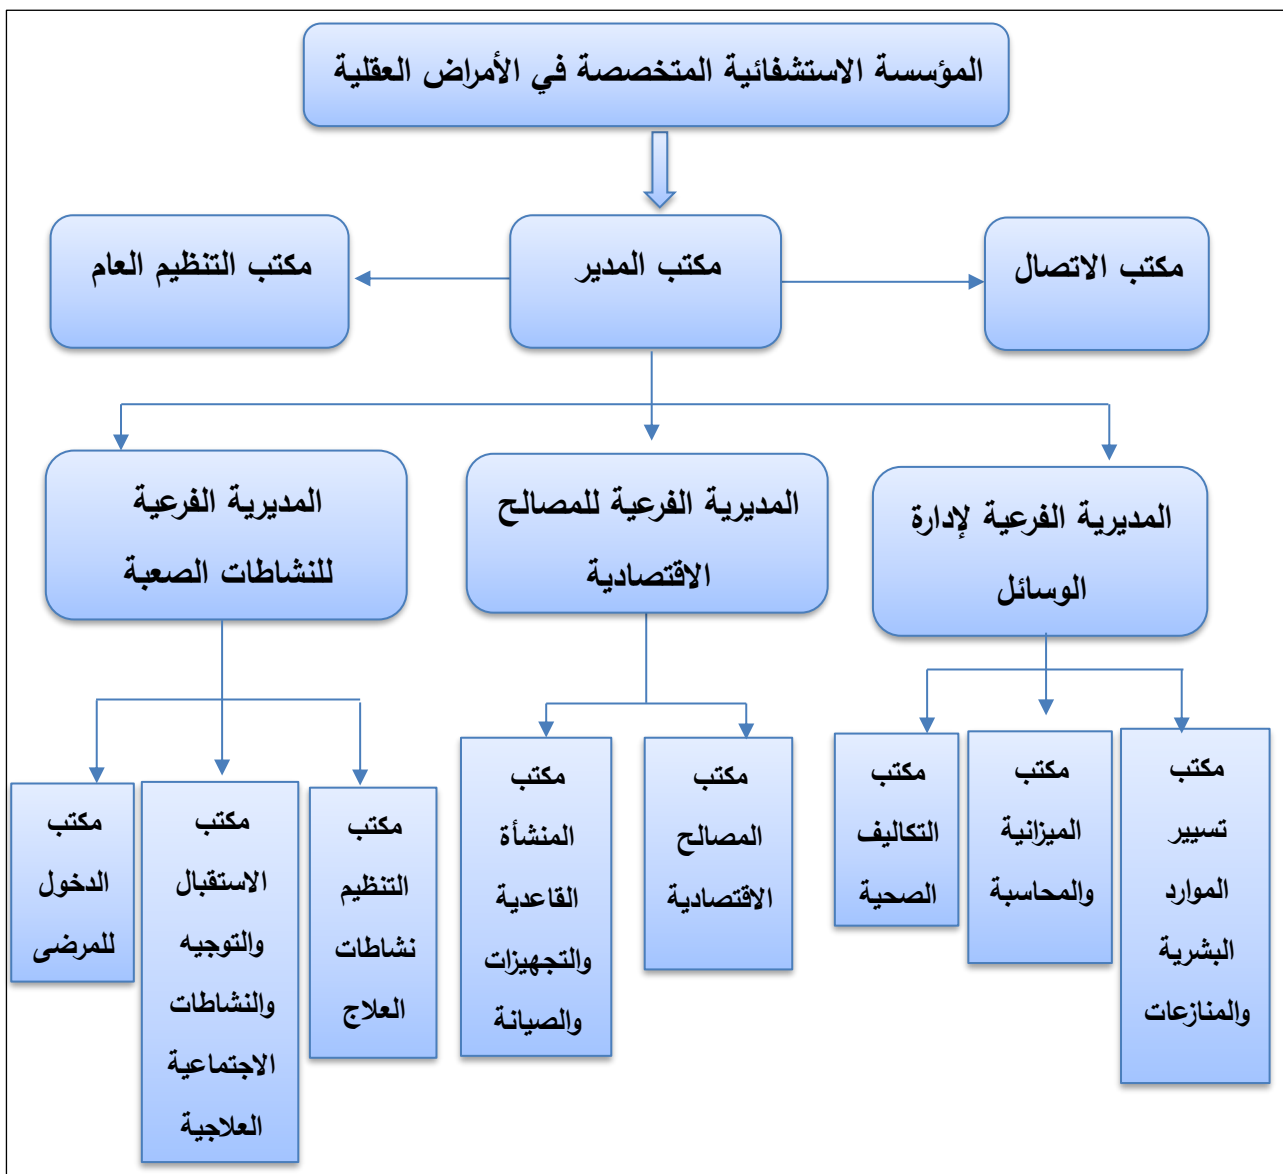 المؤسسة الاستشفائية المتخصصة في الأمراض العقلية
مكتب الاتصال
مكتب المدير
مكتب التنظيم العام
المديرية الفرعية لإدارة
الوسائل
المديرية الفرعية للمصالح
الاقتصادية
المديرية الفرعية
للنشاطات الصعبة
مكتب
تسيير
الموارد
البشرية
والمنازعات
مكتب
الميزانية
والمحاسبة
مكتب
التكاليف
الصحية
مكتب
المصالح
الاقتصادية
مكتب
المنشأة
القاعدية
والتجهيزات
والصيانة
مكتب
التنظيم
نشاطات
العلاج
مكتب
الاستقبال
والتوجيه
والنشاطات
الاجتماعية
العلاجية
مكتب
الدخول
للمرضى